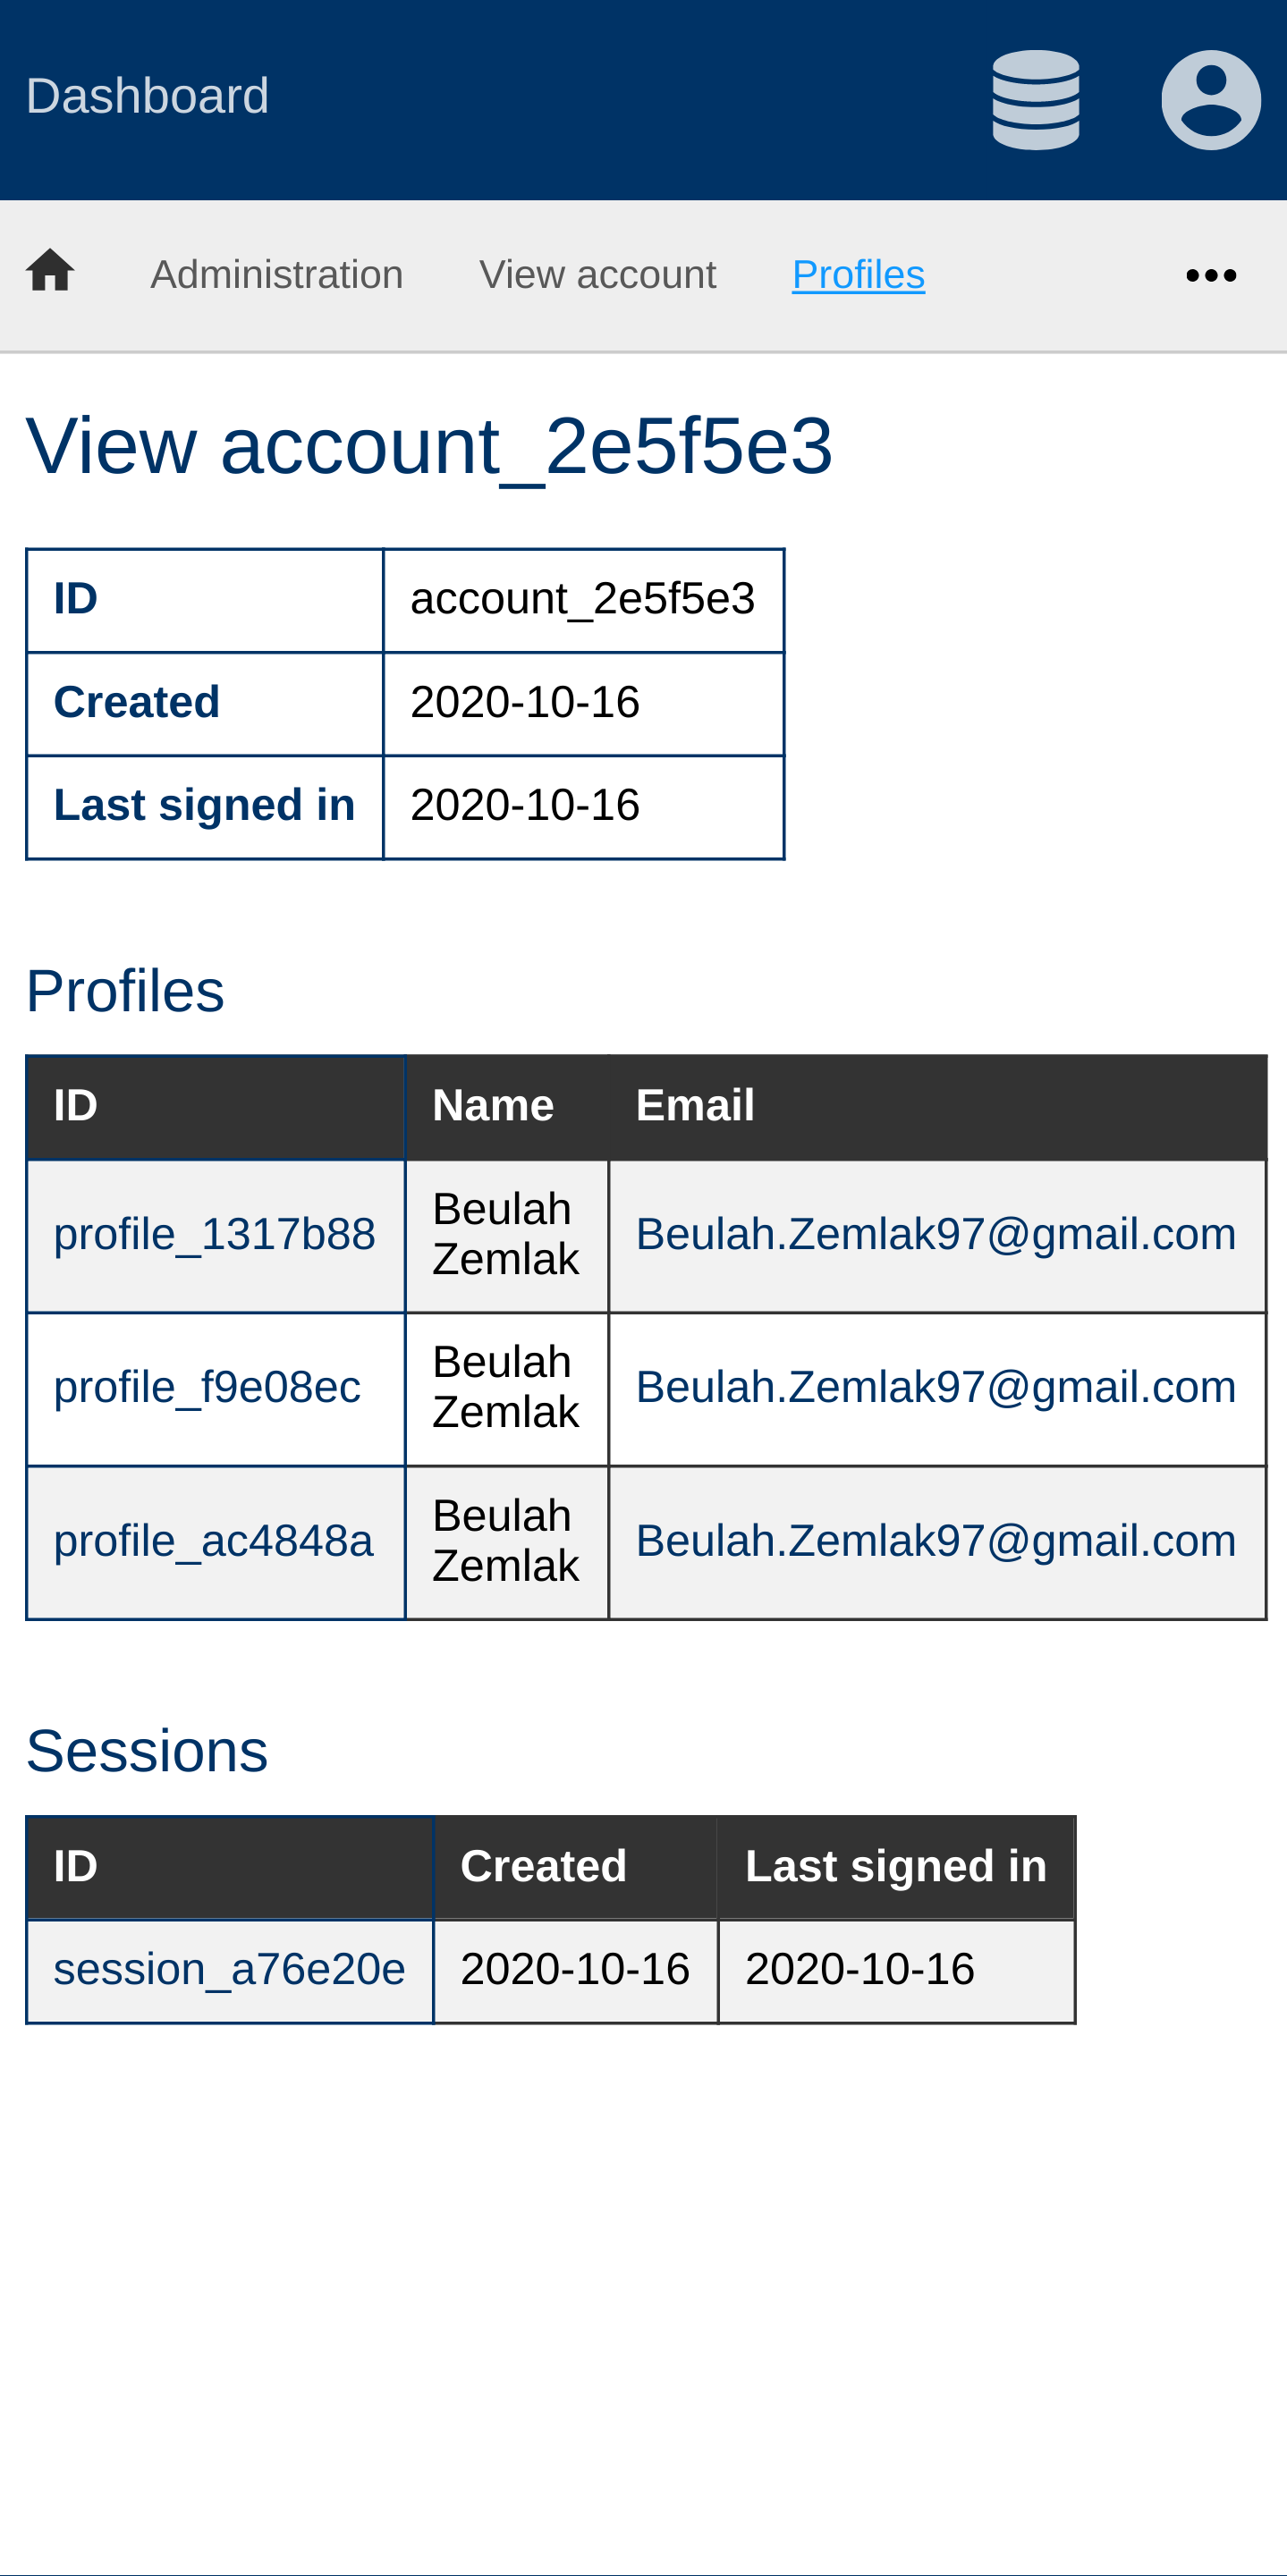 Dashboard
Administration View account Profiles
View account_2e5f5e3
ID account_2e5f5e3
Created 2020-10-16
Last signed in 2020-10-16
Profiles
ID Name Email
profile_1317b88 Beulah Zemlak Beulah.Zemlak97@gmail.com
profile_f9e08ec Beulah Zemlak Beulah.Zemlak97@gmail.com
profile_ac4848a Beulah Zemlak Beulah.Zemlak97@gmail.com
Sessions
ID Created Last signed in
session_a76e20e 2020-10-16 2020-10-16